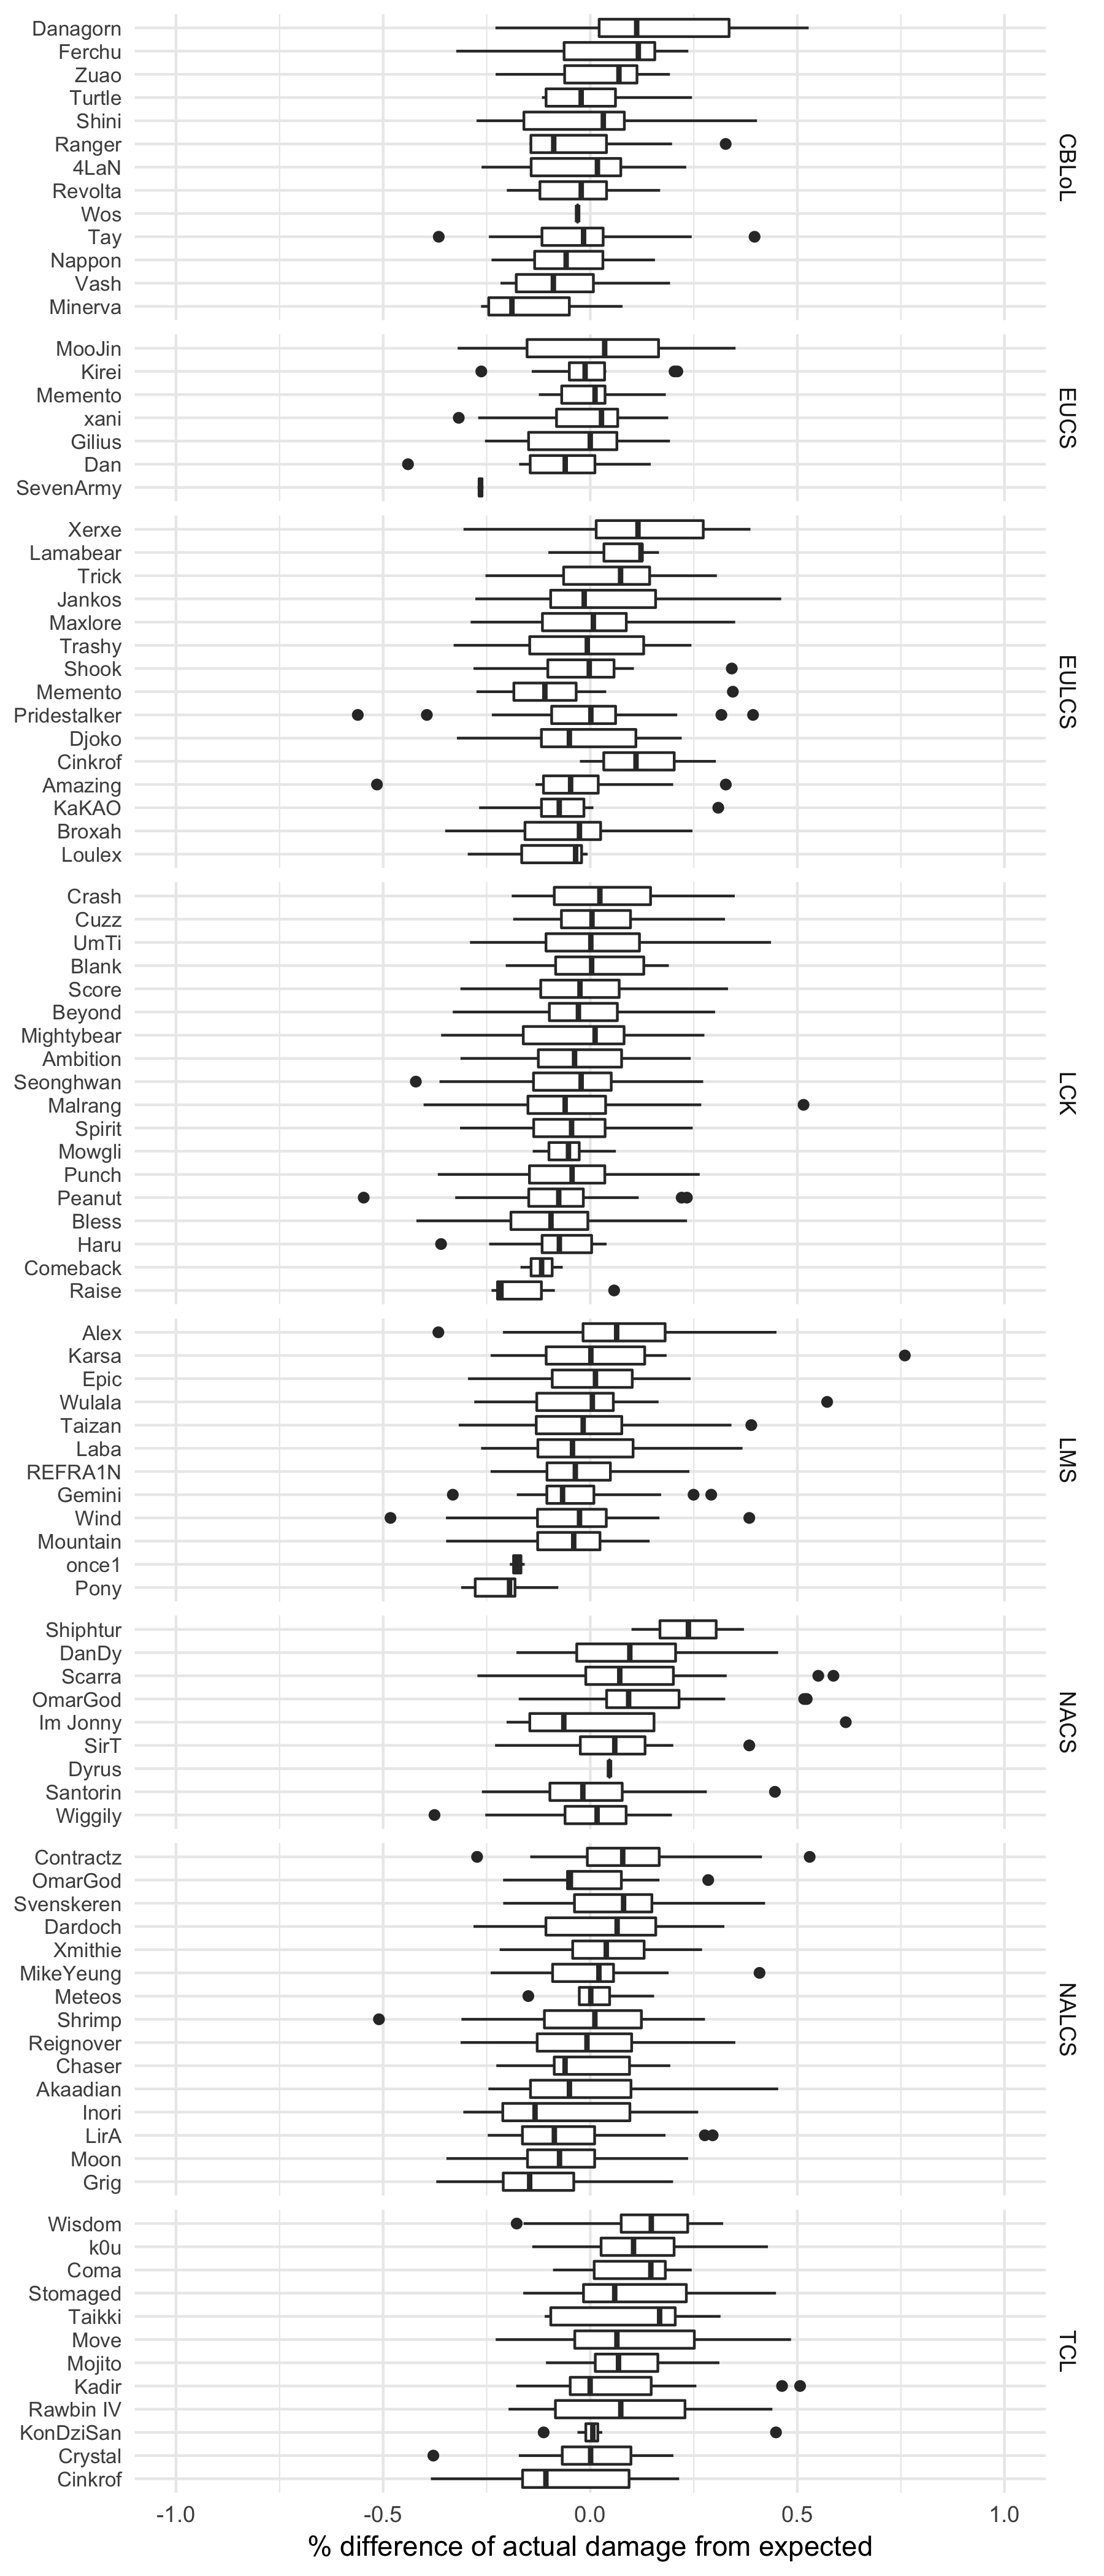 Danagorn
Ferchu
Zuao
Turtle
Shini
Ranger
4LaN
Revolta
Wos
Tay
Nappon
Vash
Minerva
CBLoL
MooJin
Kirei
Memento
xani
Gilius
Dan
SevenArmy
EUCS
Xerxe
Lamabear
Trick
Jankos
Maxlore
Trashy
Shook
Memento
Pridestalker
Djoko
Cinkrof
Amazing
KaKAO
Broxah
Loulex
EULCS
Crash
Cuzz
UmTi
Blank
Score
Beyond
Mightybear
Ambition
Seonghwan
Malrang
Spirit
Mowgli
Punch
Peanut
Bless
Haru
Comeback
Raise
LCK
Alex
Karsa
Epic
Wulala
Taizan
Laba
REFRA1N
Gemini
Wind
Mountain
once1
Pony
LMS
Shiphtur
DanDy
Scarra
OmarGod
Im Jonny
SirT
Dyrus
Santorin
Wiggily
NACS
Contractz
OmarGod
Svenskeren
Dardoch
Xmithie
MikeYeung
Meteos
Shrimp
Reignover
Chaser
Akaadian
Inori
LirA
Moon
Grig
NALCS
Wisdom
k0u
Coma
Stomaged
Taikki
Move
Mojito
Kadir
Rawbin IV
KonDziSan
Crystal
Cinkrof
TCL
-1.0 -0.5 0.0 0.5 1.0
% difference of actual damage from expected